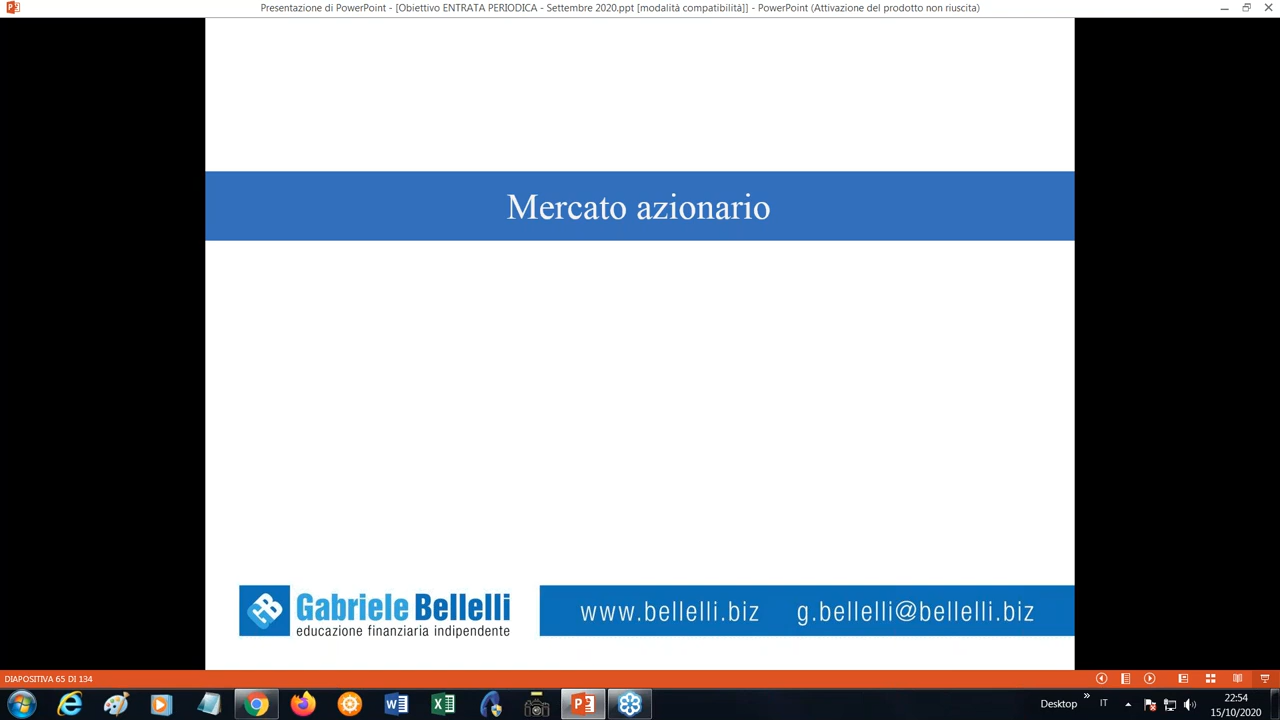 Presentazione di PowerPoint - [Obiettivo ENTRATA PERIODICA - Settembre 2020.ppt [modalità compatibilità]] - PowerPoint (Attivazione del prodotto non riuscita)
Mercato azionario
Gabriele Bellelli
educazione finanziaria indipendente
www.bellelli.biz g.bellelli@bellelli.biz
DIAPOSITIVA 65 DI 134
Desktop
IT
22:54
15/10/2020